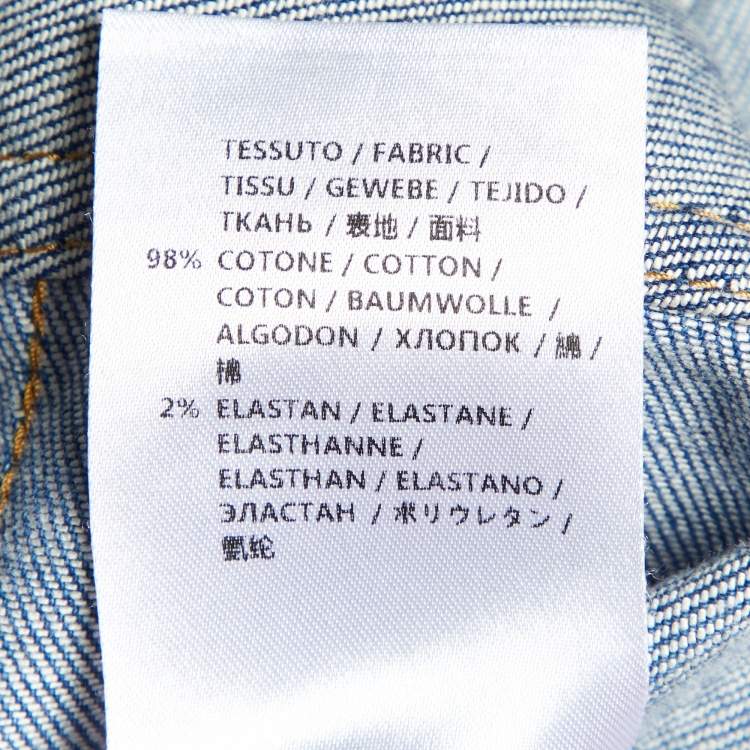 TESSUTO / FABRIC /
TISSU / GEWEBE / TEJIDO /
ТКАНЬ / 表地 / 面料
98% COTONE / COTTON /
COTON / BAUMWOLLE /
ALGODON / ХЛОПОК / 綿 /
棉
2% ELASTAN / ELASTANE /
ELASTHANNE /
ELASTHAN / ELASTANO /
ЭЛАСТАН / ポリウレタン /
氨纶